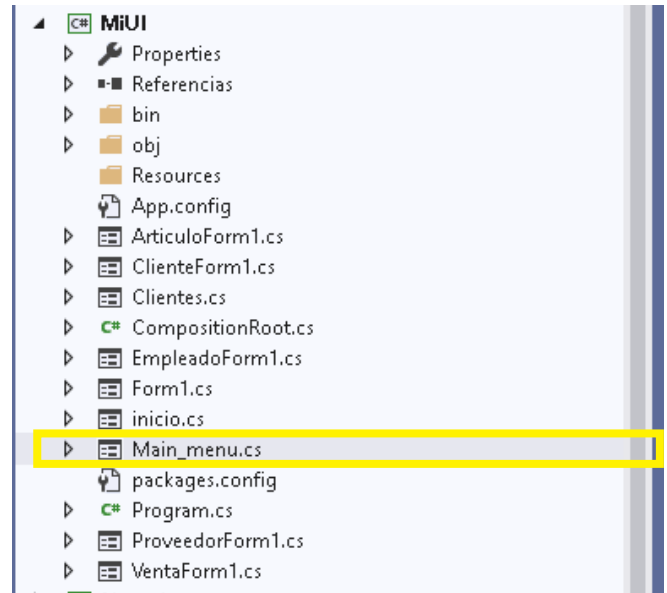 C# MiUI
Properties
Referencias
bin
obj
Resources
App.config
ArticuloForm1.cs
ClienteForm1.cs
Clientes.cs
C# CompositionRoot.cs
EmpleadoForm1.cs
Form1.cs
inicio.cs
Main_menu.cs
packages.config
C# Program.cs
ProveedorForm1.cs
VentaForm1.cs